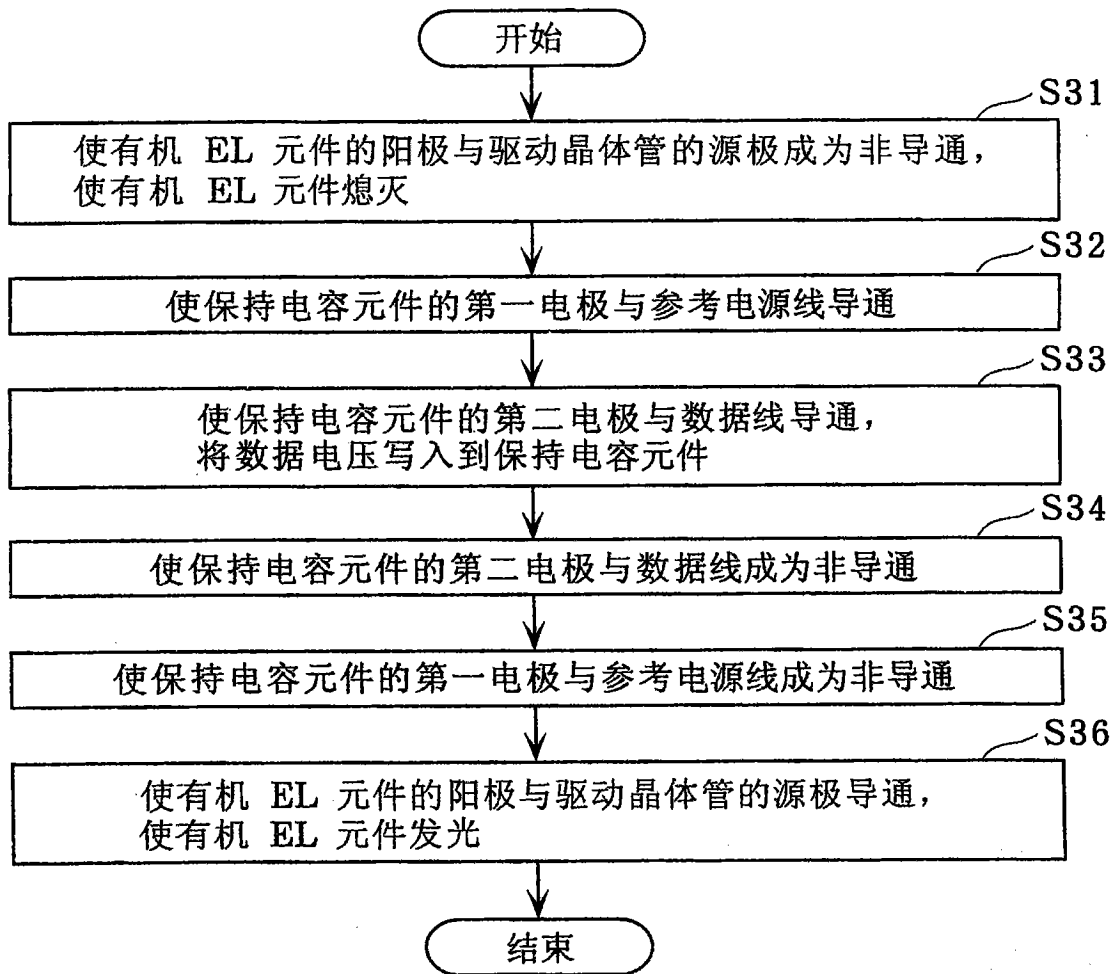 开始
S31
使有机 EL 元件的阳极与驱动晶体管的源极成为非导通，
使有机 EL 元件熄灭
S32
使保持电容元件的第一电极与参考电源线导通
S33
使保持电容元件的第二电极与数据线导通，
将数据电压写入到保持电容元件
S34
使保持电容元件的第二电极与数据线成为非导通
S35
使保持电容元件的第一电极与参考电源线成为非导通
S36
使有机 EL 元件的阳极与驱动晶体管的源极导通，
使有机 EL 元件发光
结束